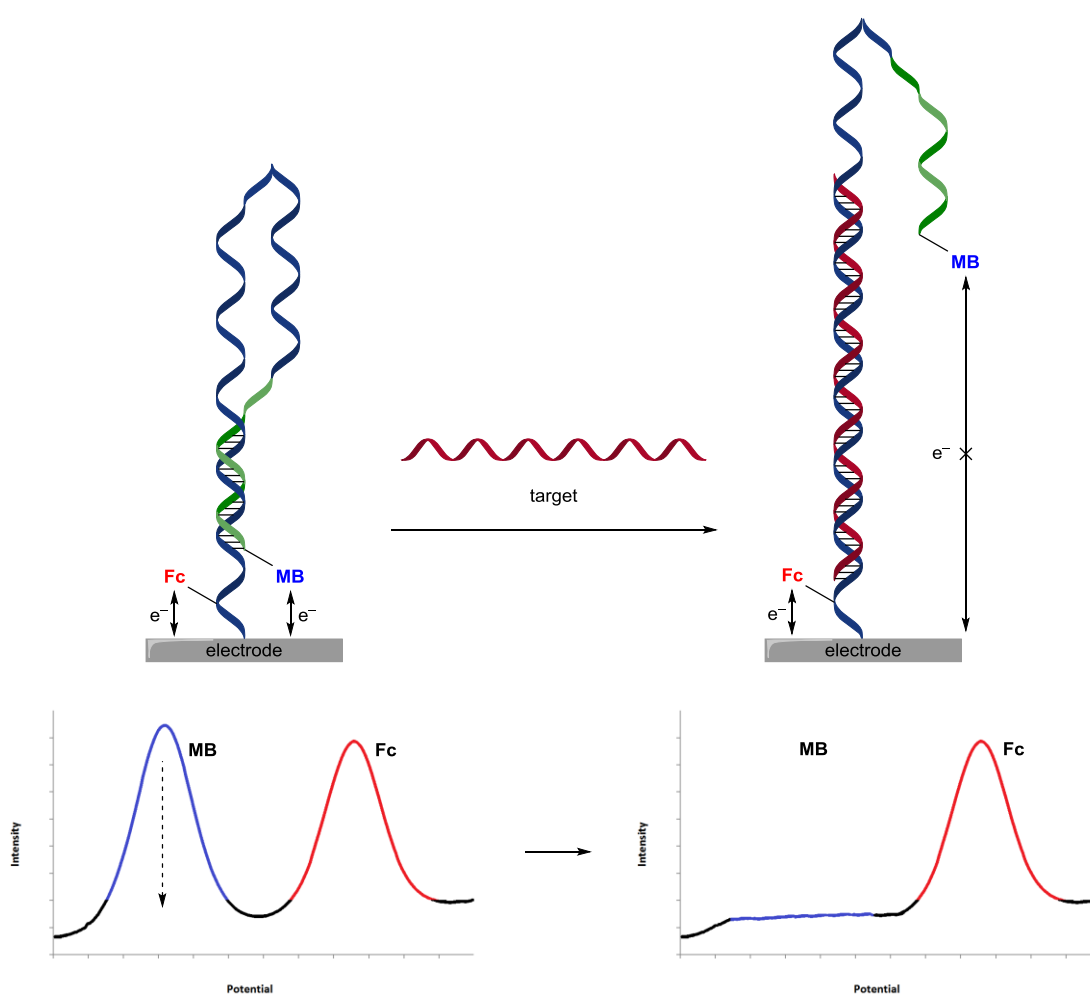 MB
target
e⁻
Fc
MB
Fc
e⁻
e⁻
e⁻
electrode
electrode
MB
Fc
MB
Fc
Intensity
Intensity
Potential
Potential